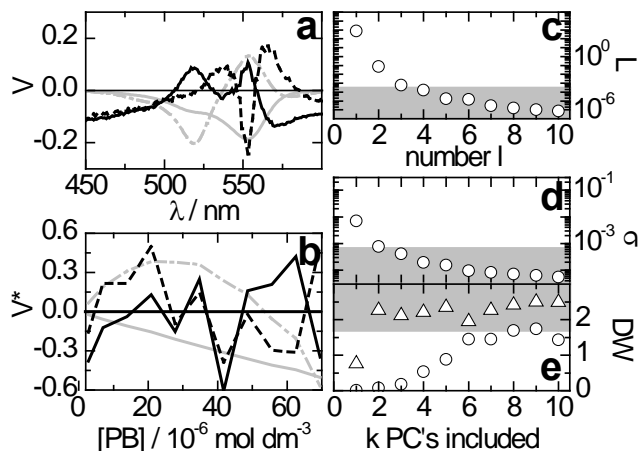 a
0.2
0.0
-0.2
V
450
500
550
λ / nm
b
0.6
0.3
0.0
-0.3
-0.6
V*
0
20
40
60
[PB] / 10⁻⁶ mol dm⁻³
c
10⁰
10⁻⁶
L
0 2 4 6 8 10
number l
d
10⁻¹
10⁻³
σ
e
2
1
0
DW
0 2 4 6 8 10
k PC's included